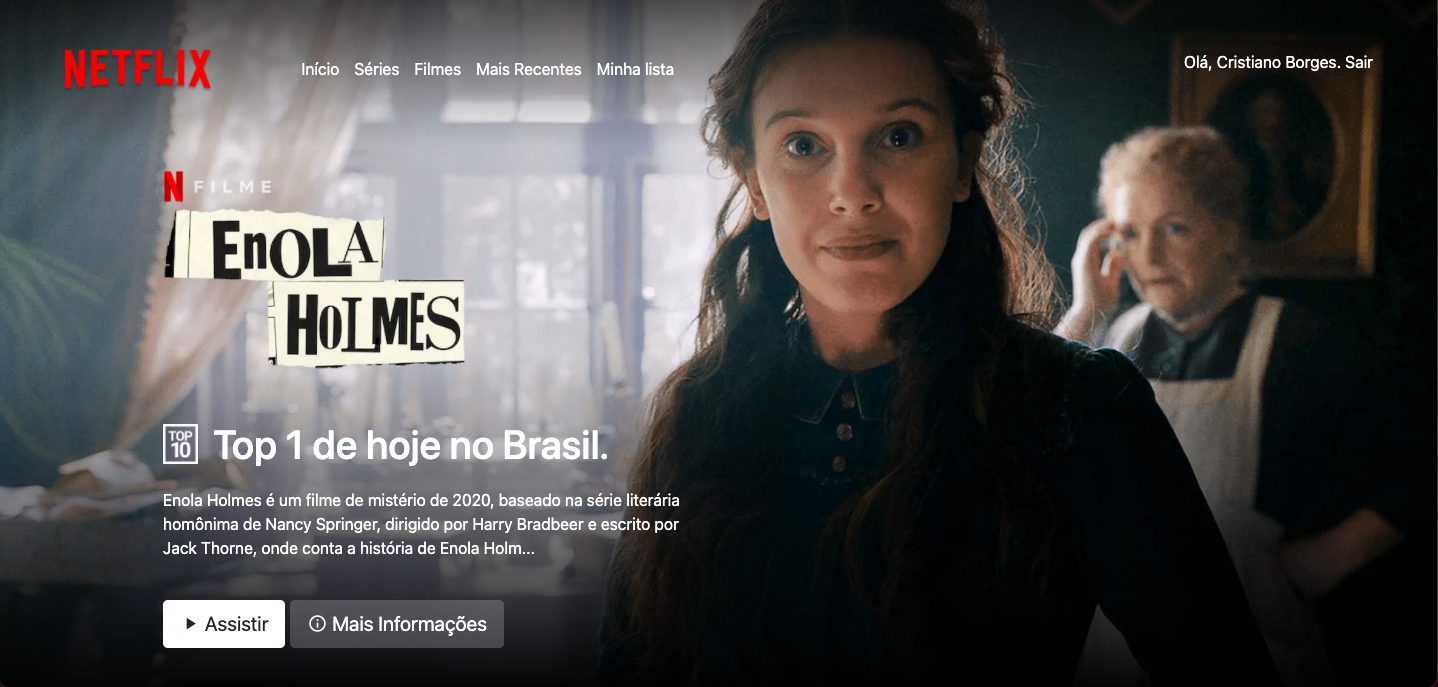 NETFLIX
Início Séries Filmes Mais Recentes Minha lista
Olá, Cristiano Borges. Sair
N FILME
ENOLA
HOLMES
TOP
10
Top 1 de hoje no Brasil.
Enola Holmes é um filme de mistério de 2020, baseado na série literária
homônima de Nancy Springer, dirigido por Harry Bradbeer e escrito por
Jack Thorne, onde conta a história de Enola Holm...
Assistir
Mais Informações